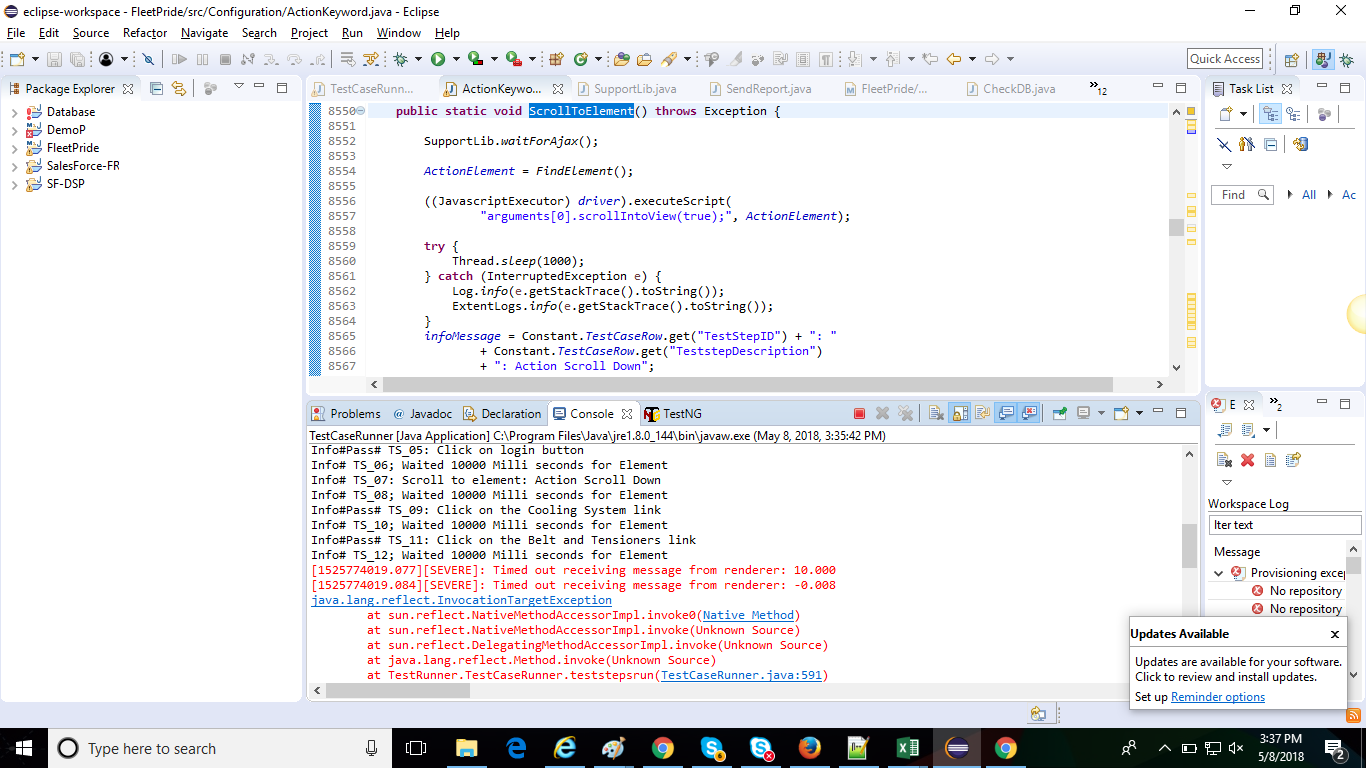 eclipse-workspace - FleetPride/src/Configuration/ActionKeyword.java - Eclipse
File Edit Source Refactor Navigate Search Project Run Window Help
Quick Access
Package Explorer
Database
DemoP
FleetPride
SalesForce-FR
SF-DSP
TestCaseRunn... ActionKeywo... SupportLib.java SendReport.java FleetPride/... CheckDB.java 12
8550 public static void ScrollToElement() throws Exception {
8551
8552 SupportLib.waitForAjax();
8553
8554 ActionElement = FindElement();
8555
8556 ((JavascriptExecutor) driver).executeScript(
8557 "arguments[0].scrollIntoView(true);", ActionElement);
8558
8559 try {
8560 Thread.sleep(1000);
8561 } catch (InterruptedException e) {
8562 Log.info(e.getStackTrace().toString());
8563 ExtentLogs.info(e.getStackTrace().toString());
8564 }
8565 infoMessage = Constant.TestCaseRow.get("TestStepID") + ": "
8566 + Constant.TestCaseRow.get("TeststepDescription")
8567 + ": Action Scroll Down";
Task List
Find All Ac
Problems @ Javadoc Declaration Console TestNG
TestCaseRunner [Java Application] C:\Program Files\Java\jre1.8.0_144\bin\javaw.exe (May 8, 2018, 3:35:42 PM)
Info#Pass# TS_05: Click on login button
Info# TS_06; Waited 10000 Milli seconds for Element
Info# TS_07: Scroll to element: Action Scroll Down
Info# TS_08; Waited 10000 Milli seconds for Element
Info#Pass# TS_09: Click on the Cooling System link
Info# TS_10; Waited 10000 Milli seconds for Element
Info#Pass# TS_11: Click on the Belt and Tensioners link
Info# TS_12; Waited 10000 Milli seconds for Element
[1525774019.077][SEVERE]: Timed out receiving message from renderer: 10.000
[1525774019.084][SEVERE]: Timed out receiving message from renderer: -0.008
java.lang.reflect.InvocationTargetException
at sun.reflect.NativeMethodAccessorImpl.invoke0(Native Method)
at sun.reflect.NativeMethodAccessorImpl.invoke(Unknown Source)
at sun.reflect.DelegatingMethodAccessorImpl.invoke(Unknown Source)
at java.lang.reflect.Method.invoke(Unknown Source)
at TestRunner.TestCaseRunner.teststepsrun(TestCaseRunner.java:591)
E 2
Workspace Log
Iter text
Message
Provisioning excep
No repository
No repository
Updates Available
Updates are available for your software.
Click to review and install updates.
Set up Reminder options
Type here to search
3:37 PM
5/8/2018
2